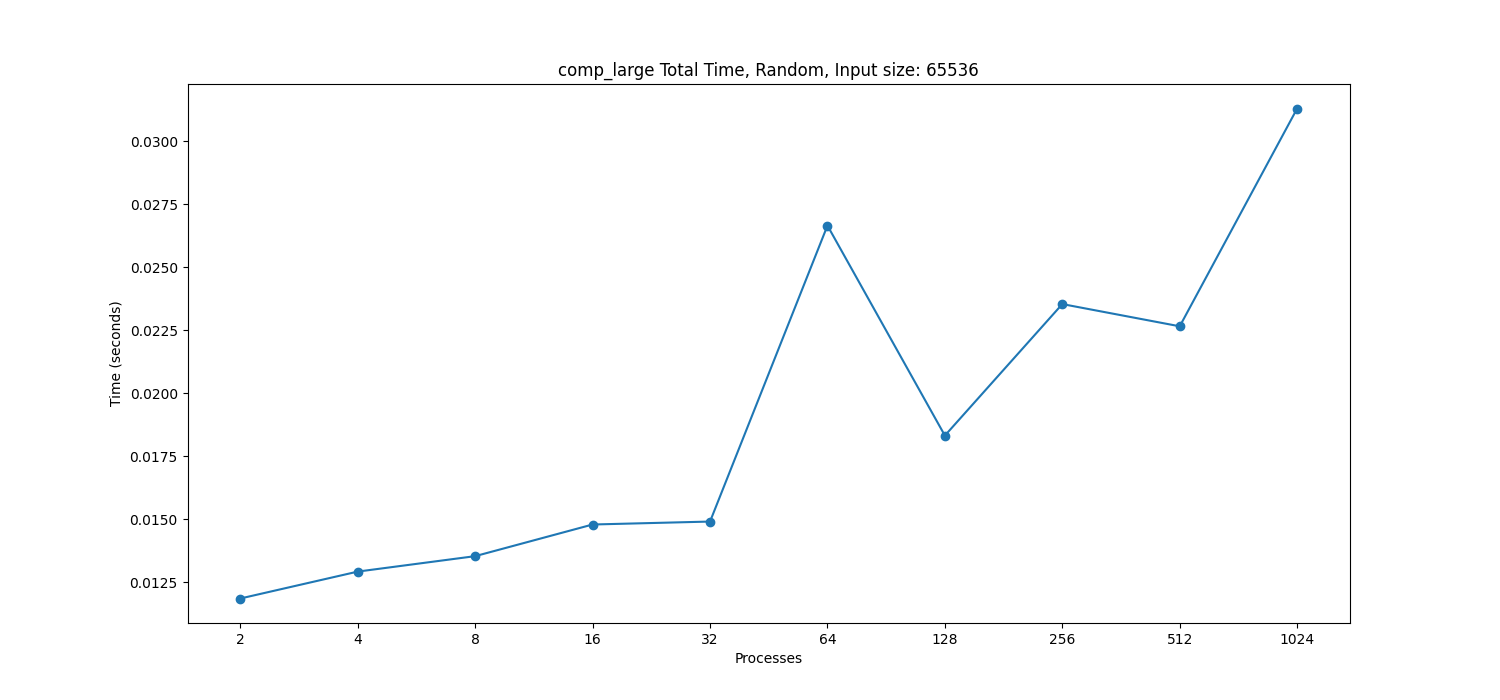 comp_large Total Time, Random, Input size: 65536
0.0300
0.0275
0.0250
0.0225
0.0200
0.0175
0.0150
0.0125
Time (seconds)
2 4 8 16 32 64 128 256 512 1024
Processes